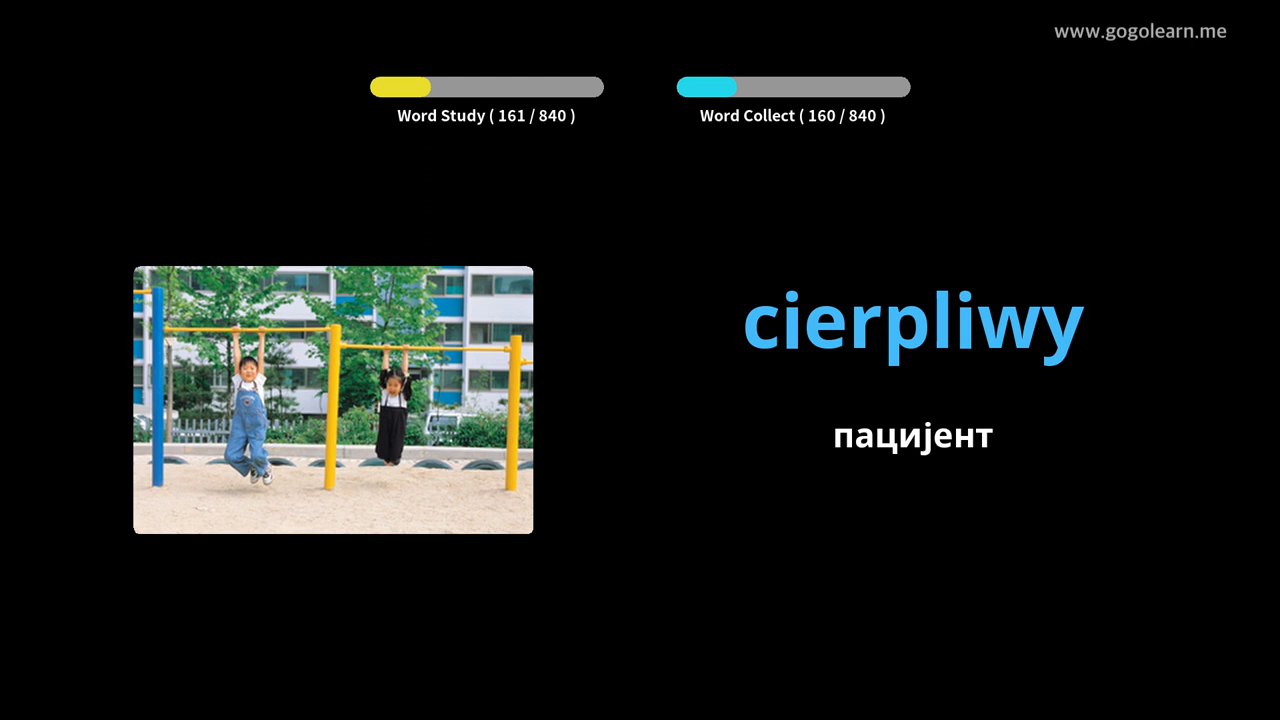 www.gogolearn.me
Word Study ( 161 / 840 )
Word Collect ( 160 / 840 )
cierpliwy
пацијент